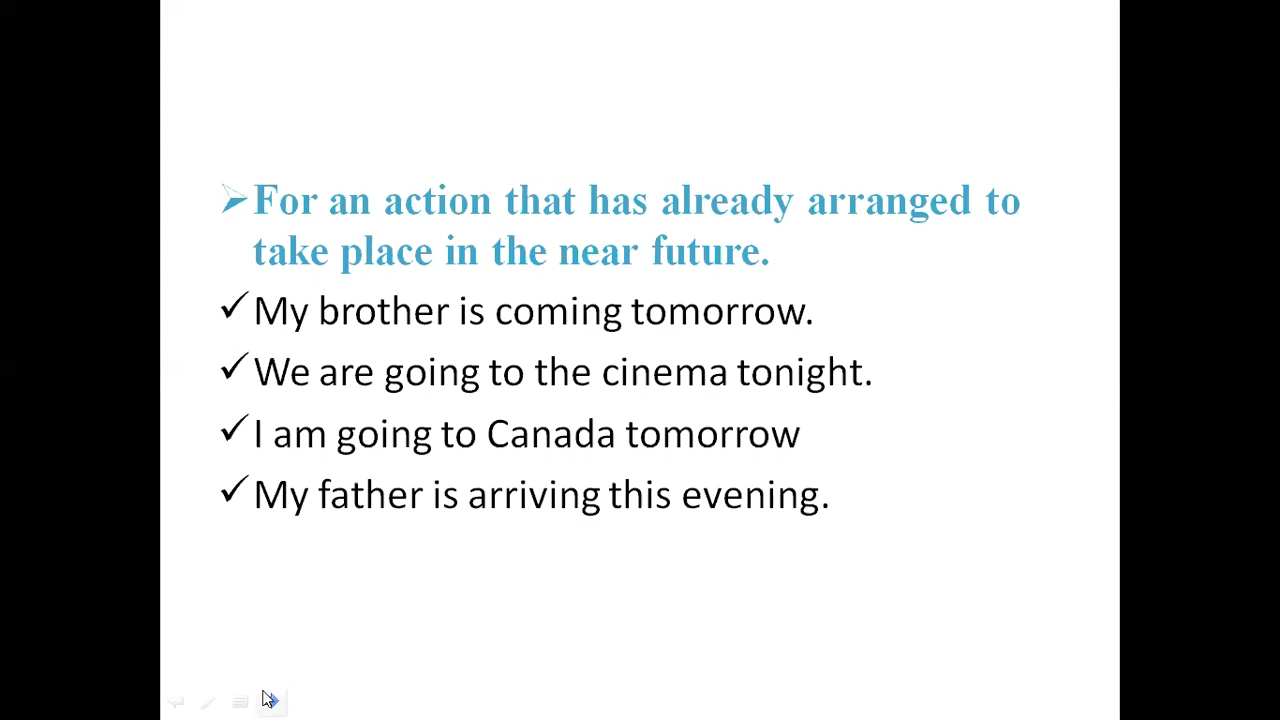 For an action that has already arranged to
take place in the near future.
My brother is coming tomorrow.
We are going to the cinema tonight.
I am going to Canada tomorrow
My father is arriving this evening.